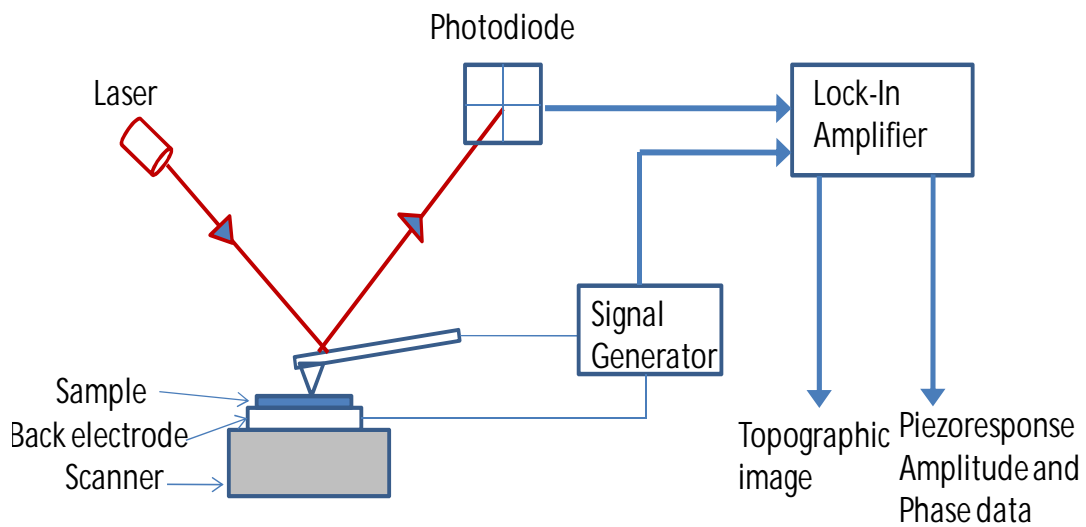 Photodiode
Laser
Lock-In
Amplifier
Signal
Generator
Sample
Back electrode
Scanner
Topographic
image
Piezoresponse
Amplitude and
Phase data